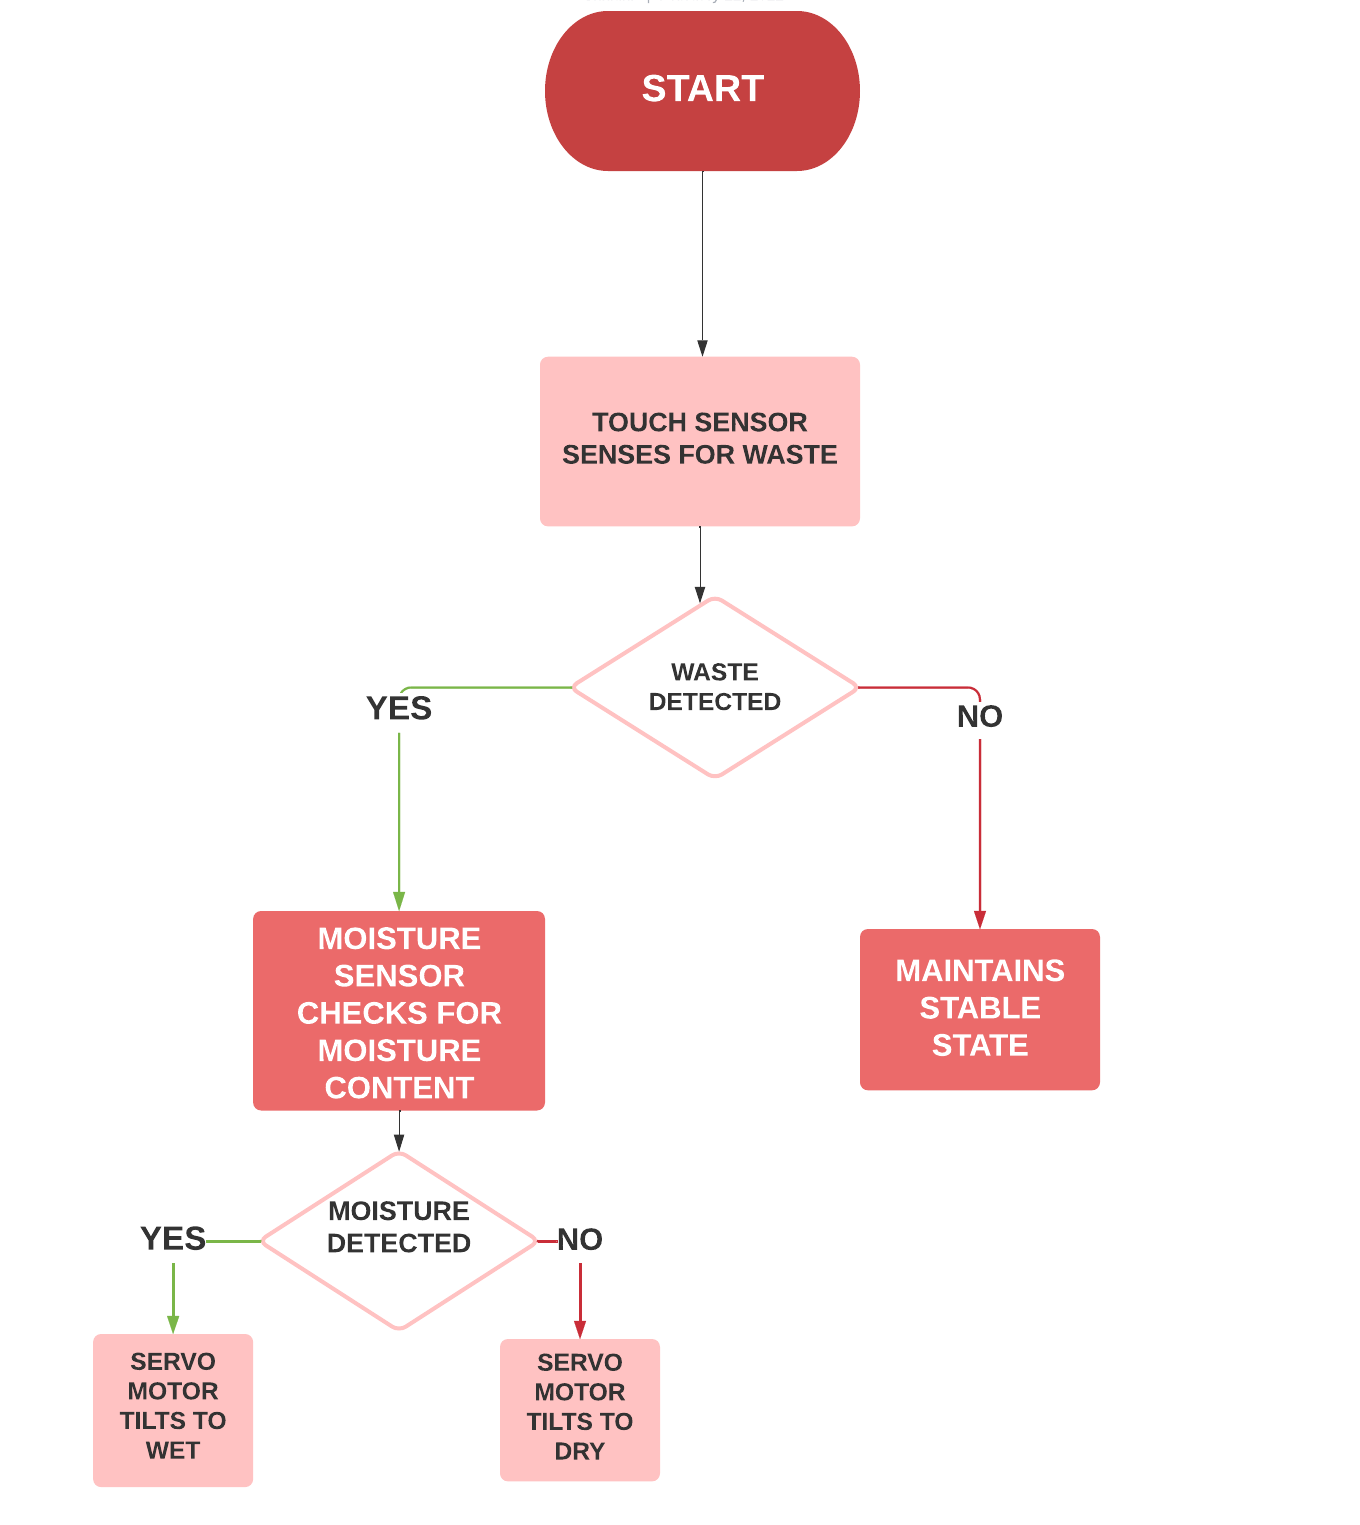 START
TOUCH SENSOR
SENSES FOR WASTE
WASTE
DETECTED
YES
NO
MOISTURE
SENSOR
CHECKS FOR
MOISTURE
CONTENT
MAINTAINS
STABLE
STATE
MOISTURE
DETECTED
YES
NO
SERVO
MOTOR
TILTS TO
WET
SERVO
MOTOR
TILTS TO
DRY